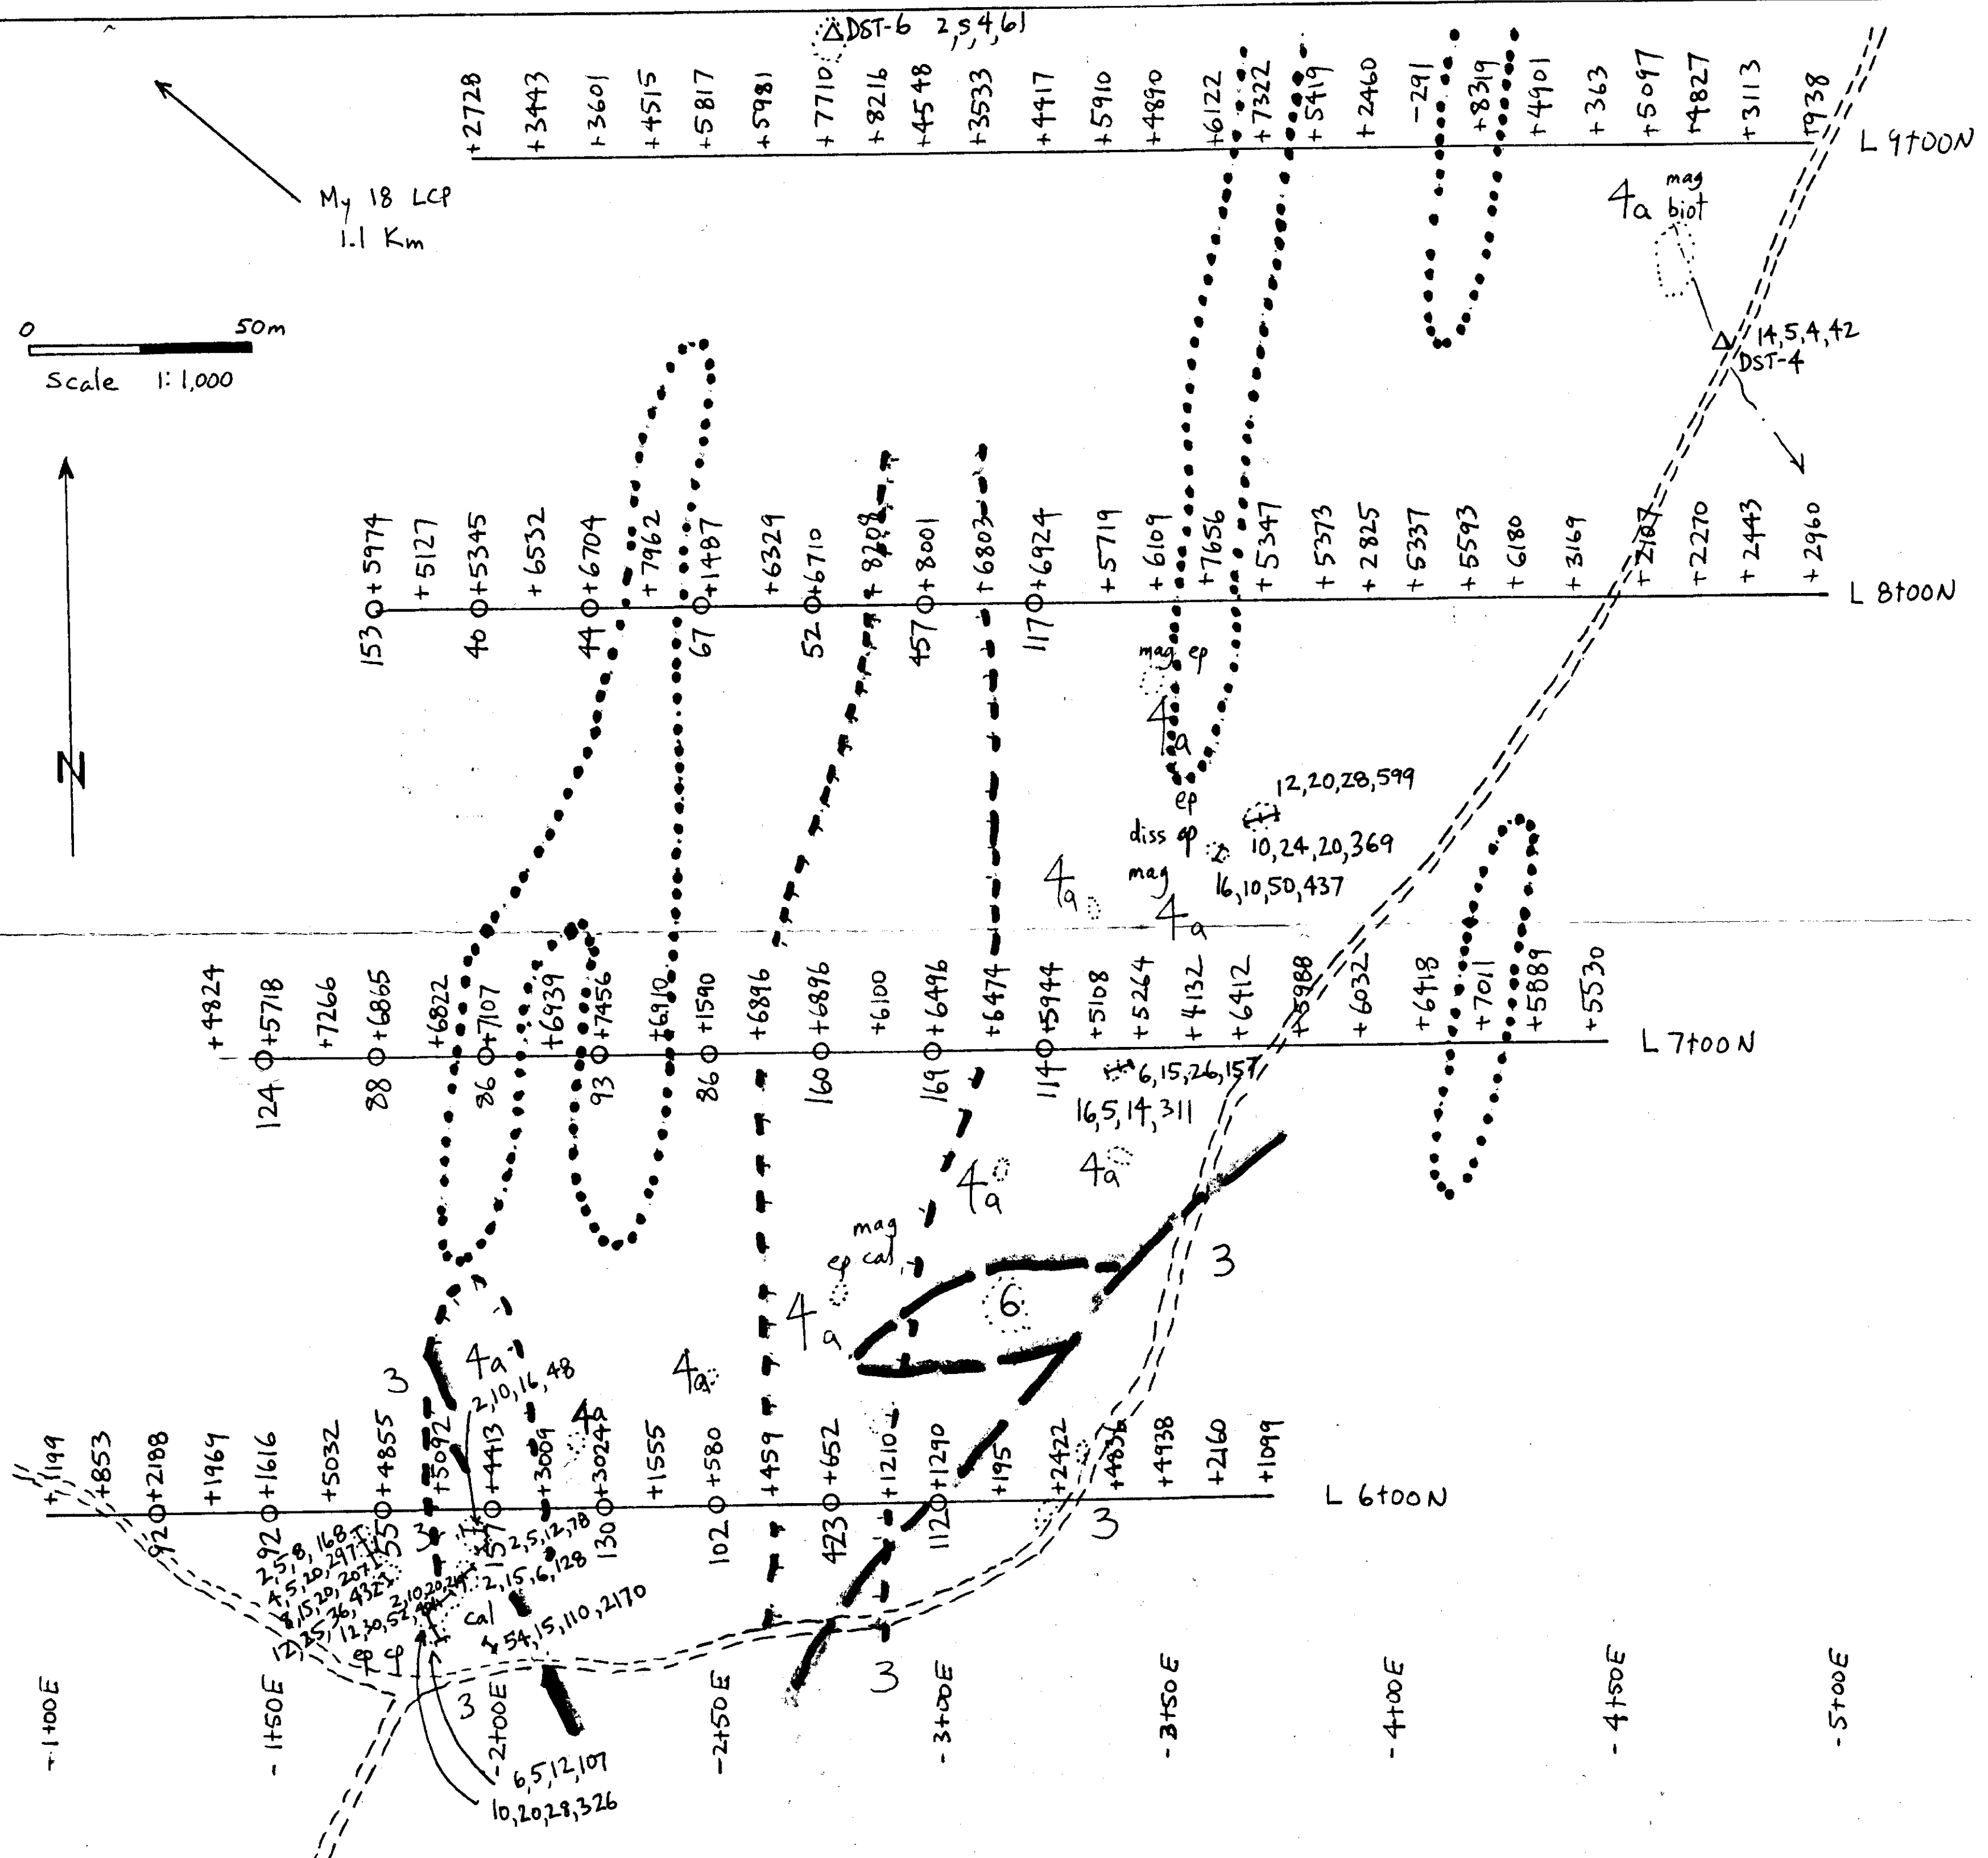 DST-6 2,5,4,61
+2728 +3443 +3601 +4515 +5817 +5981 +7710 +8216 +4548 +3533 +4417 +5910 +4890 +6122 +7322 +5419 +2460 -291 +8319 +4901 +363 +5097 +4827 +3113 +938
L 9+00N
My 18 LCP
1.1 Km
mag
4a biot
0 50m
Scale 1:1,000
14,5,4,42
DST-4
N
+5974 +5127 +5345 +6532 +6704 +7962 +1487 +6329 +6710 +8208 +8001 +6803 +6924 +5719 +6109 +7656 +5347 +5373 +2825 +5337 +5593 +6180 +3169 +2107 +2270 +2443 +2960
L 8+00N
153 46 44 67 52 457 117
mag ep
4a
ep
12,20,28,599
diss cp
10,24,20,369
4a
mag
16,10,50,437
4a
+4824 +5718 +7266 +6865 +6822 +7107 +6939 +7456 +6910 +1590 +6896 +6896 +6100 +6496 +6474 +5944 +5108 +5264 +4132 +6412 +5988 +6032 +6418 +7011 +5889 +5530
L 7+00N
124 88 86 93 86 160 169 114
6,15,26,157
16,5,14,311
4a
4a
mag
ep cal
3
6
4a
4a
3
4a
2,10,16,48
4a
+199 +853 +2188 +1969 +1616 +5032 +4855 +5092 +4413 +3009 +3024 +1555 +580 +459 +652 +1210 +1290 +195 +2422 +4836 +4938 +2160 +1099
L 6+00N
92 92 155 157 130 102 423 112
3
3
2,5,8,168
4,5,20,297
8,15,20,207
12,25,36,432
2,5,12,78
2,15,6,128
cal
54,15,110,2170
ep cp
3
3
-1+00E -1+50E -2+00E -2+50E -3+00E -3+50E -4+00E -4+50E -5+00E
6,5,12,107
10,20,28,326